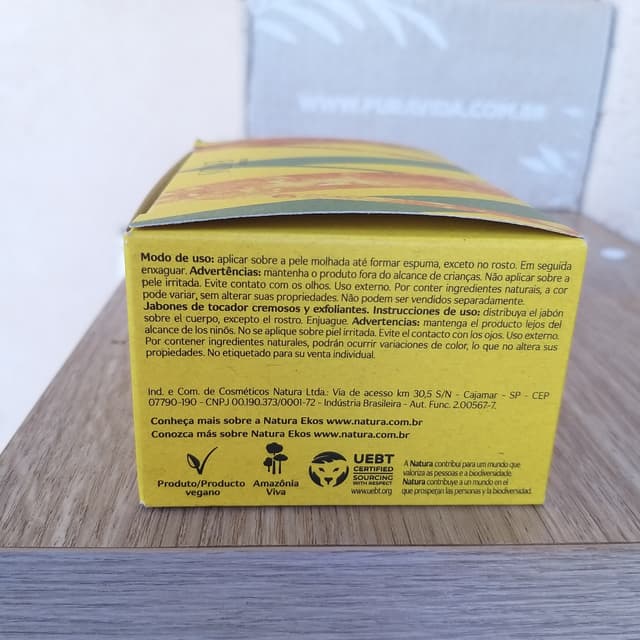 WWW.PURAVIDA.COM.BR
Modo de uso: aplicar sobre a pele molhada até formar espuma, exceto no rosto. Em seguida
enxaguar. Advertências: mantenha o produto fora do alcance de crianças. Não aplicar sobre a
pele irritada. Evite contato com os olhos. Uso externo. Por conter ingredientes naturais, a cor
pode variar, sem alterar suas propriedades. Não podem ser vendidos separadamente.
Jabones de tocador cremosos y exfoliantes. Instrucciones de uso: distribuya el jabón
sobre el cuerpo, excepto el rostro. Enjuague. Advertencias: mantenga el producto lejos del
alcance de los niños. No se aplique sobre piel irritada. Evite el contacto con los ojos. Uso externo.
Por contener ingredientes naturales, podrán ocurrir variaciones de color, lo que no altera sus
propiedades. No etiquetado para su venta individual.
Ind. e Com. de Cosméticos Natura Ltda.: Via de acesso km 30,5 S/N - Cajamar - SP - CEP
07790-190 - CNPJ 00.190.373/0001-72 - Indústria Brasileira - Aut. Func. 2.00567-7.
Conheça mais sobre a Natura Ekos www.natura.com.br
Conozca más sobre Natura Ekos www.natura.com.br
Produto/Producto
vegano
Amazônia
Viva
UEBT
CERTIFIED
SOURCING
WITH RESPECT
www.uebt.org
A Natura contribui para um mundo que
valoriza as pessoas e a biodiversidade.
Natura contribuye a un mundo en el
que prosperan las personas y la biodiversidad.